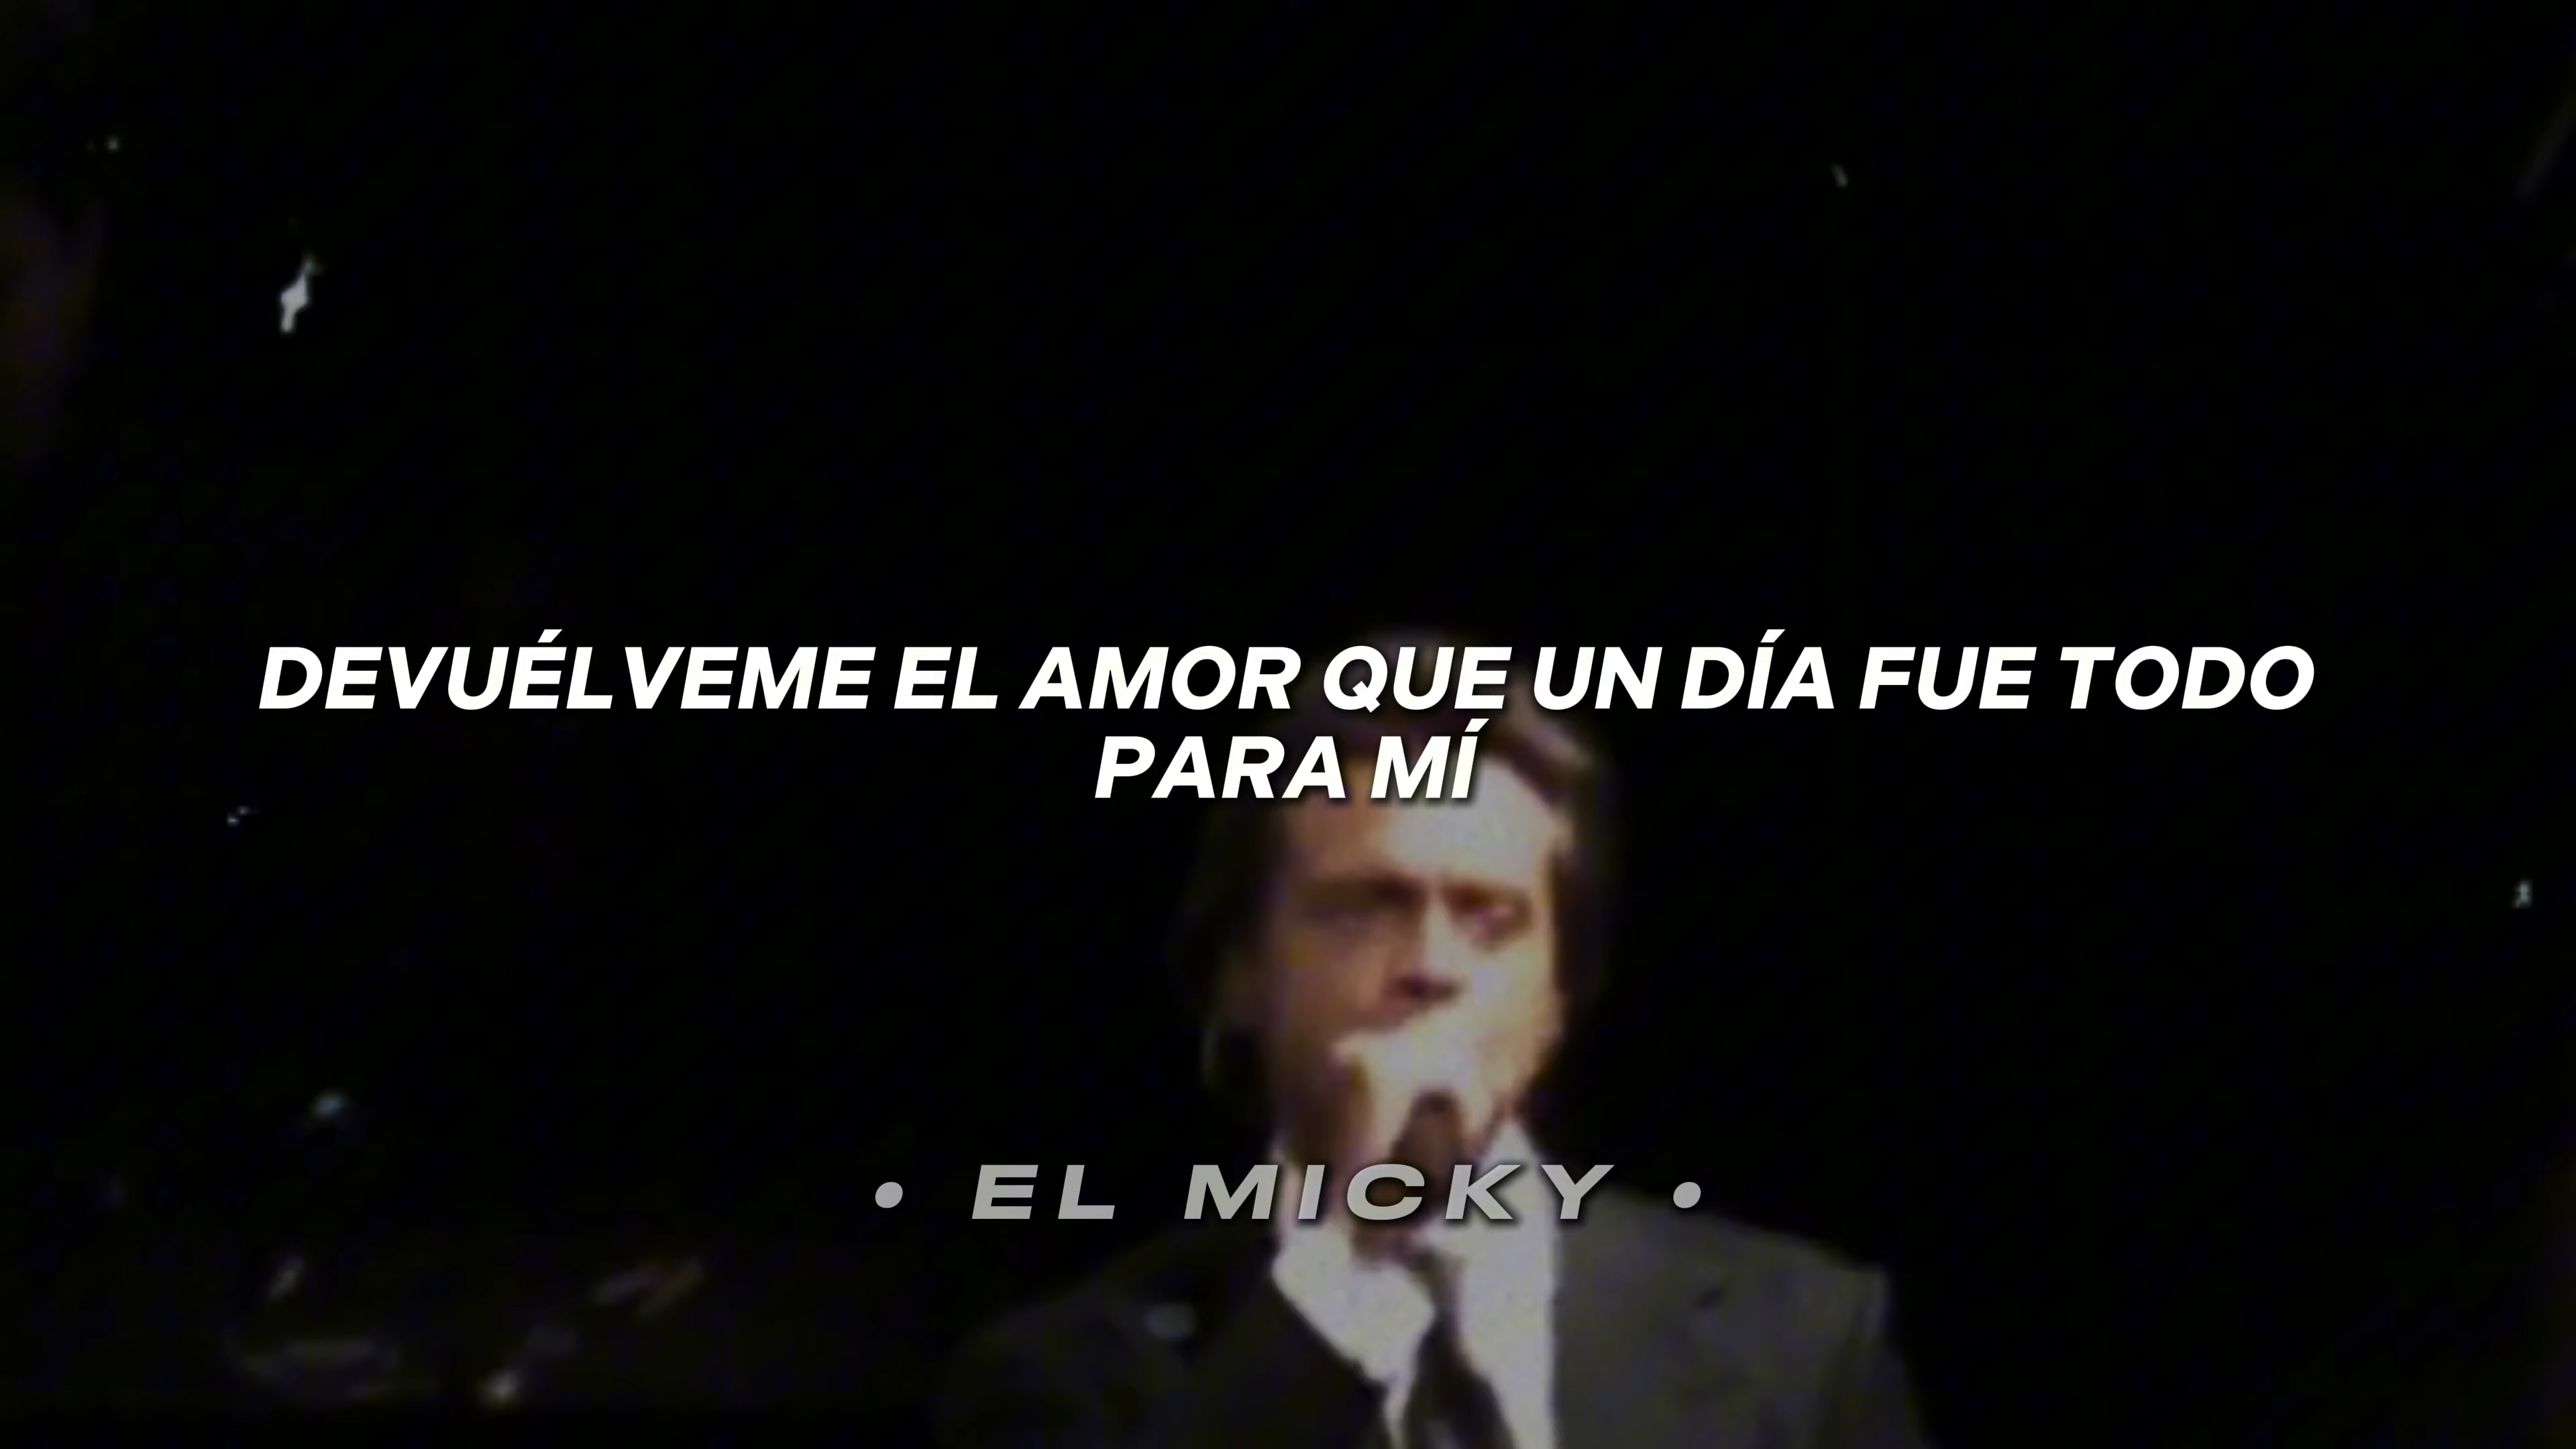 DEVUÉLVEME EL AMOR QUE UN DÍA FUE TODO
PARA MÍ
• EL MICKY •